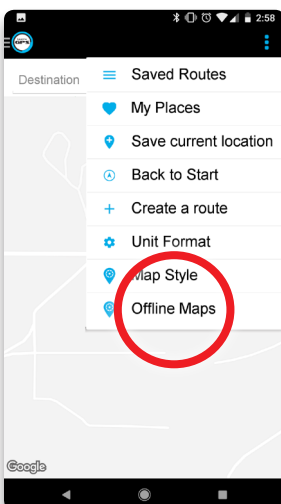 2:58
GPS
Destination
Saved Routes
My Places
Save current location
Back to Start
Create a route
Unit Format
Map Style
Offline Maps
Google